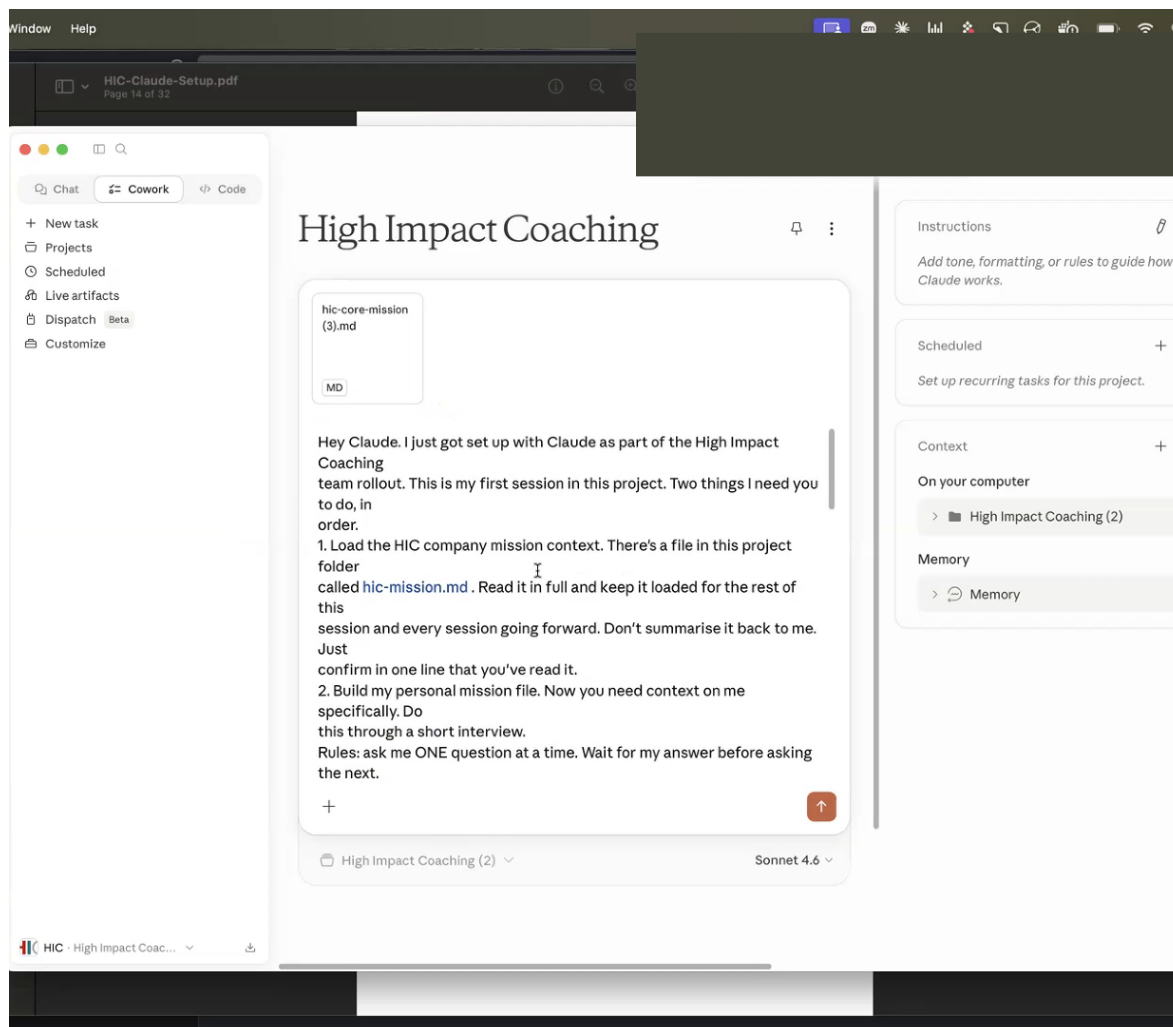 Window Help
HIC-Claude-Setup.pdf
Page 14 of 32
Chat Cowork Code
New task
Projects
Scheduled
Live artifacts
Dispatch Beta
Customize
HIC · High Impact Coac...
High Impact Coaching
hic-core-mission
(3).md
MD
Hey Claude. I just got set up with Claude as part of the High Impact
Coaching
team rollout. This is my first session in this project. Two things I need you
to do, in
order.
1. Load the HIC company mission context. There's a file in this project
folder
called hic-mission.md . Read it in full and keep it loaded for the rest of
this
session and every session going forward. Don't summarise it back to me.
Just
confirm in one line that you've read it.
2. Build my personal mission file. Now you need context on me
specifically. Do
this through a short interview.
Rules: ask me ONE question at a time. Wait for my answer before asking
the next.
High Impact Coaching (2)
Sonnet 4.6
Instructions
Add tone, formatting, or rules to guide how
Claude works.
Scheduled
Set up recurring tasks for this project.
Context
On your computer
High Impact Coaching (2)
Memory
Memory